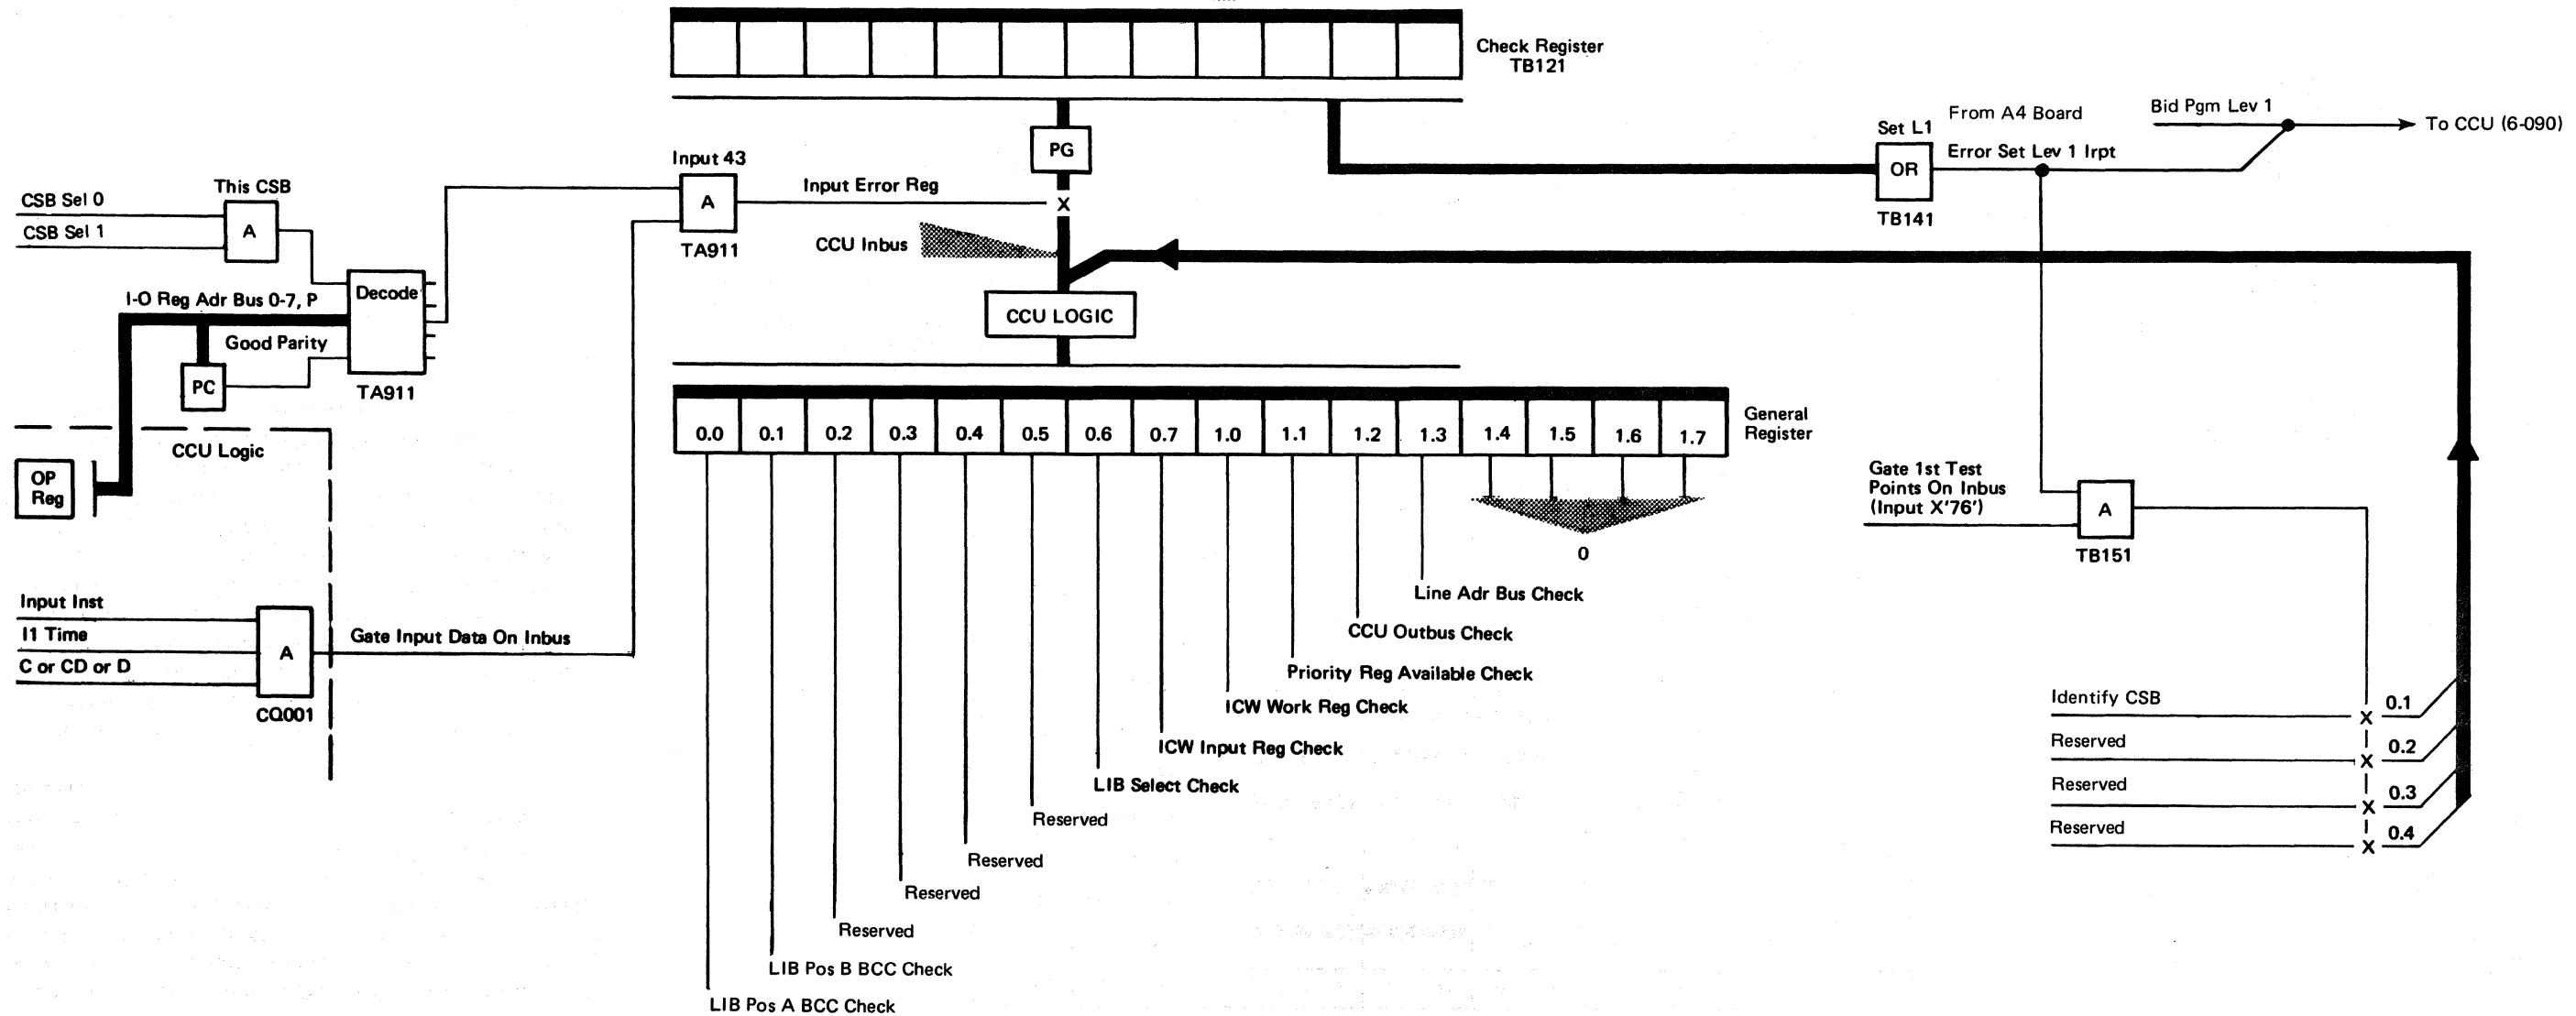 Check Register
TB121
PG
Input 43
A
TA911
Input Error Reg
X
CCU Inbus
CCU LOGIC
Set L1
OR
TB141
From A4 Board
Error Set Lev 1 Irpt
Bid Pgm Lev 1
To CCU (6-090)
This CSB
CSB Sel 0
CSB Sel 1
A
I-O Reg Adr Bus 0-7, P
Decode
Good Parity
PC
TA911
CCU Logic
OP
Reg
Input Inst
I1 Time
C or CD or D
A
CQ001
Gate Input Data On Inbus
General
Register
0.0 0.1 0.2 0.3 0.4 0.5 0.6 0.7 1.0 1.1 1.2 1.3 1.4 1.5 1.6 1.7
0
Line Adr Bus Check
CCU Outbus Check
Priority Reg Available Check
ICW Work Reg Check
ICW Input Reg Check
LIB Select Check
Reserved
Reserved
Reserved
Reserved
LIB Pos B BCC Check
LIB Pos A BCC Check
Gate 1st Test
Points On Inbus
(Input X'76')
A
TB151
Identify CSB X 0.1
Reserved X 0.2
Reserved X 0.3
Reserved X 0.4